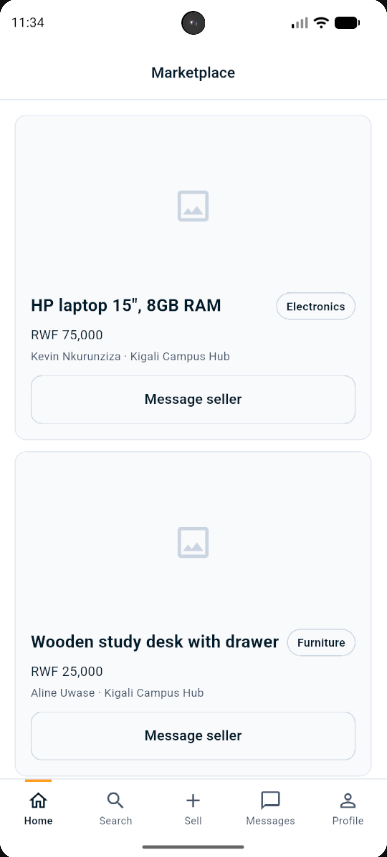 11:34
Marketplace
HP laptop 15", 8GB RAM
Electronics
RWF 75,000
Kevin Nkurunziza · Kigali Campus Hub
Message seller
Wooden study desk with drawer
Furniture
RWF 25,000
Aline Uwase · Kigali Campus Hub
Message seller
Home
Search
Sell
Messages
Profile